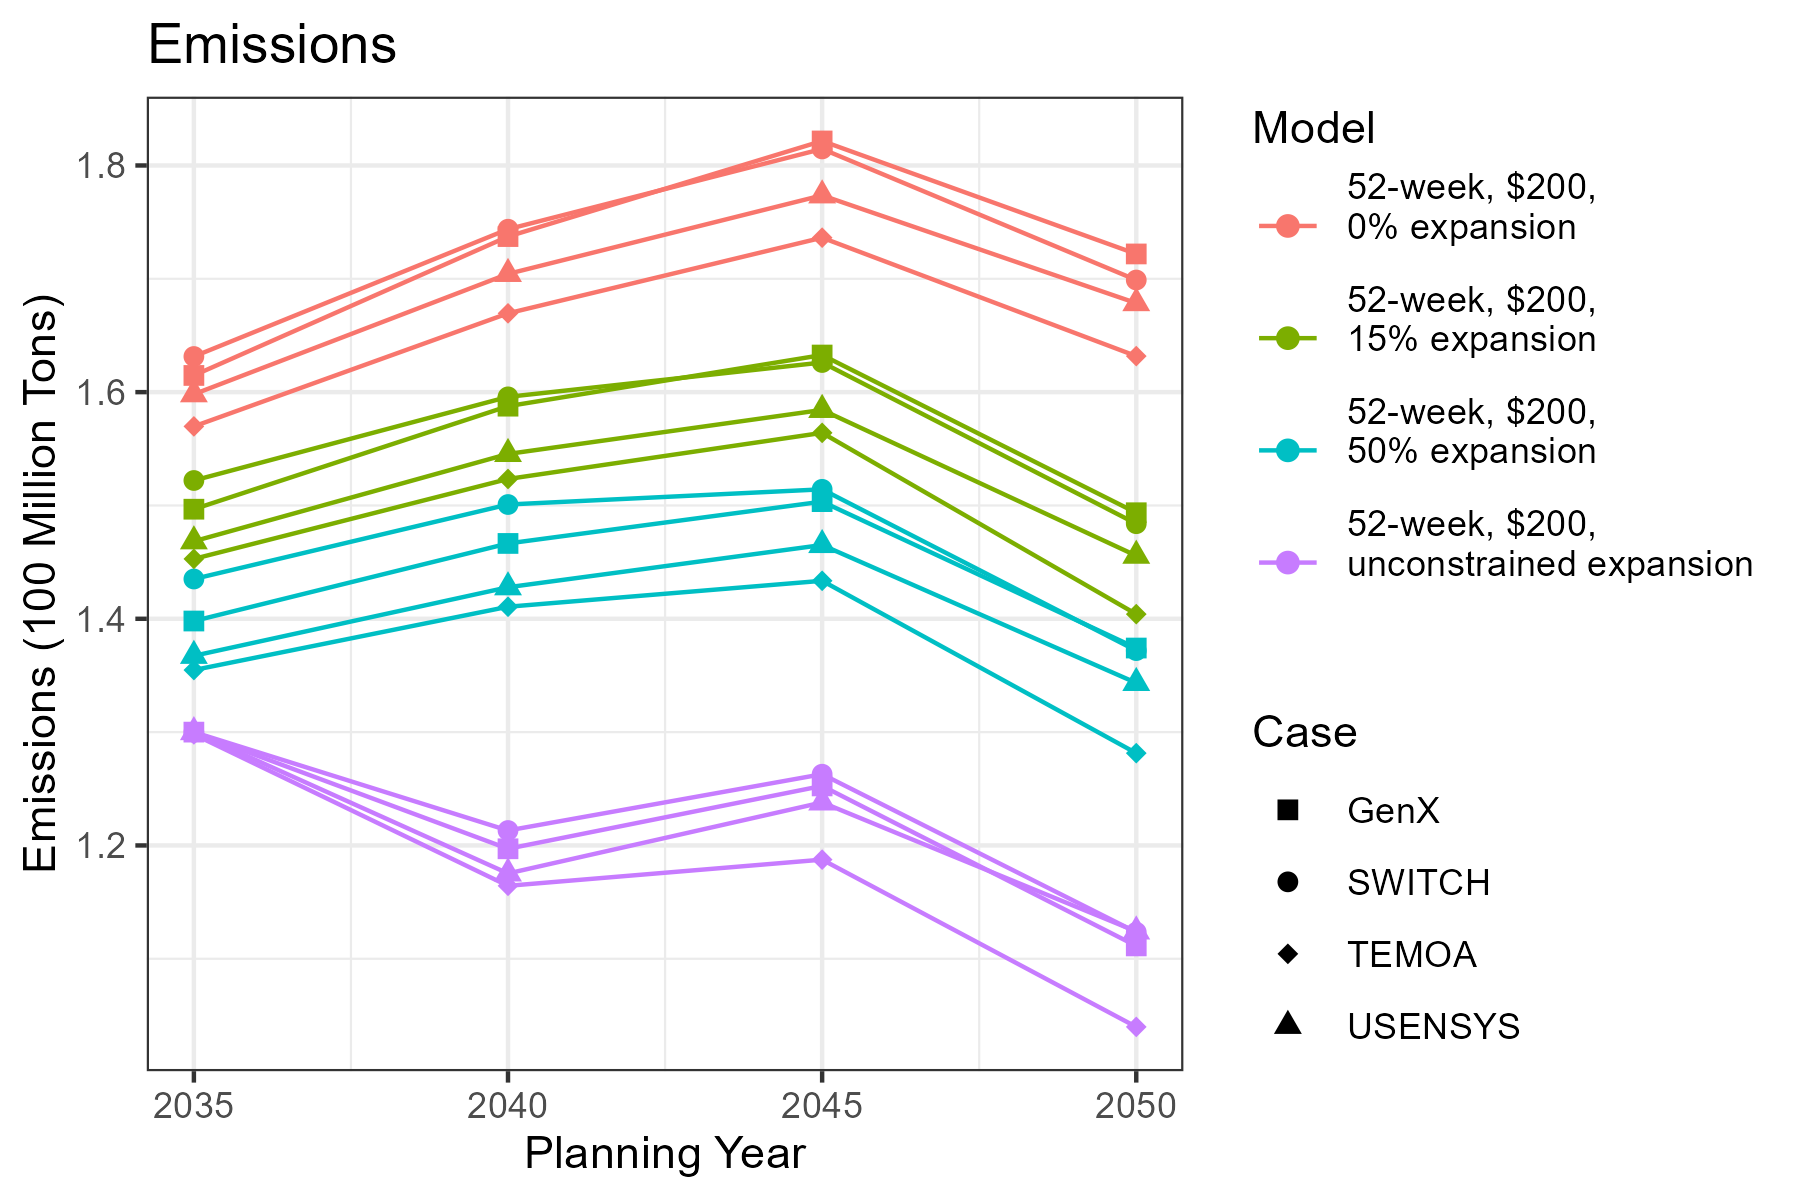 Emissions
Emissions (100 Million Tons)
1.8
1.6
1.4
1.2
2035
2040
2045
2050
Planning Year
Model
52-week, $200,
0% expansion
52-week, $200,
15% expansion
52-week, $200,
50% expansion
52-week, $200,
unconstrained expansion
Case
GenX
SWITCH
TEMOA
USENSYS